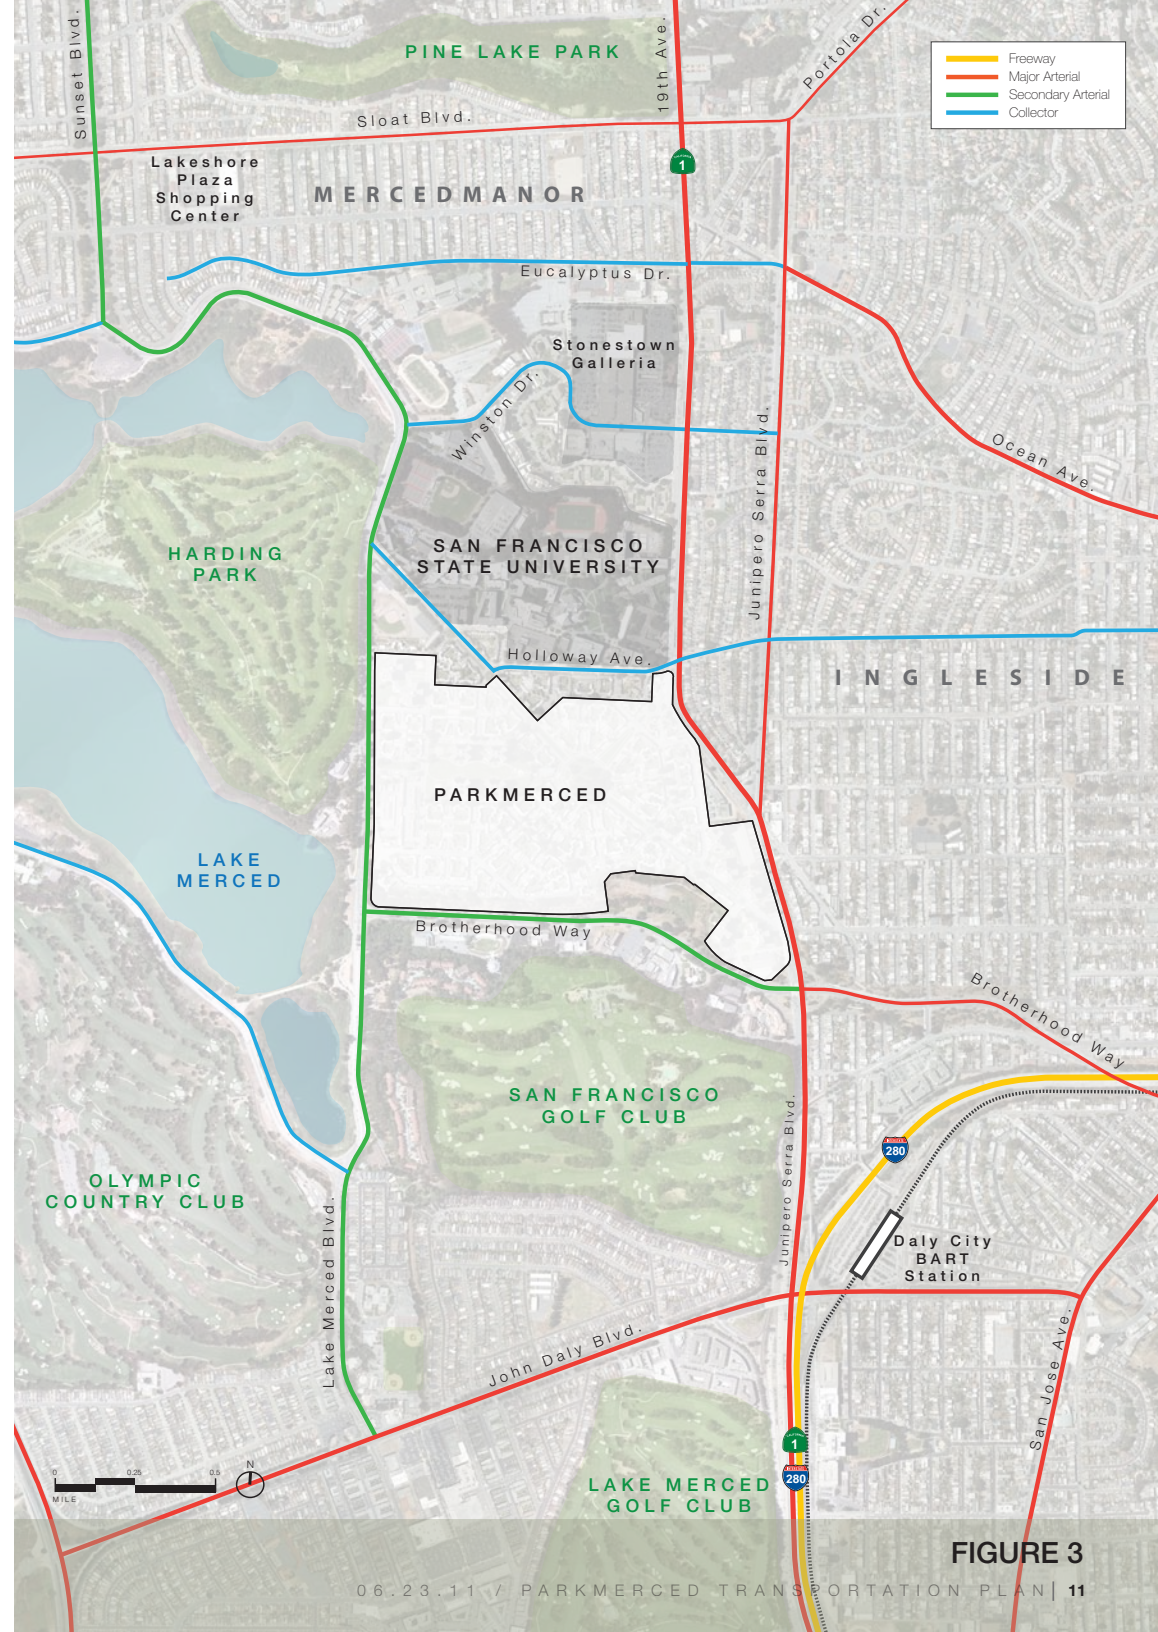 Sunset Blvd.
PINE LAKE PARK
19th Ave.
Portola Dr.
Freeway
Major Arterial
Secondary Arterial
Collector
Sloat Blvd.
Lakeshore
Plaza
Shopping
Center
MERCEDMANOR
CALIFORNIA
1
Eucalyptus Dr.
Stonestown
Galleria
Winston Dr.
Junipero Serra Blvd.
Ocean Ave.
HARDING
PARK
SAN FRANCISCO
STATE UNIVERSITY
Holloway Ave.
INGLESIDE
PARKMERCED
LAKE
MERCED
Brotherhood Way
Brotherhood Way
SAN FRANCISCO
GOLF CLUB
Junipero Serra Blvd.
INTERSTATE
280
OLYMPIC
COUNTRY CLUB
Lake Merced Blvd.
Daly City
BART
Station
John Daly Blvd.
San Jose Ave.
CALIFORNIA
1
INTERSTATE
280
0 0.25 0.5
MILE
N
LAKE MERCED
GOLF CLUB
FIGURE 3
06.23.11 / PARKMERCED TRANSPORTATION PLAN| 11